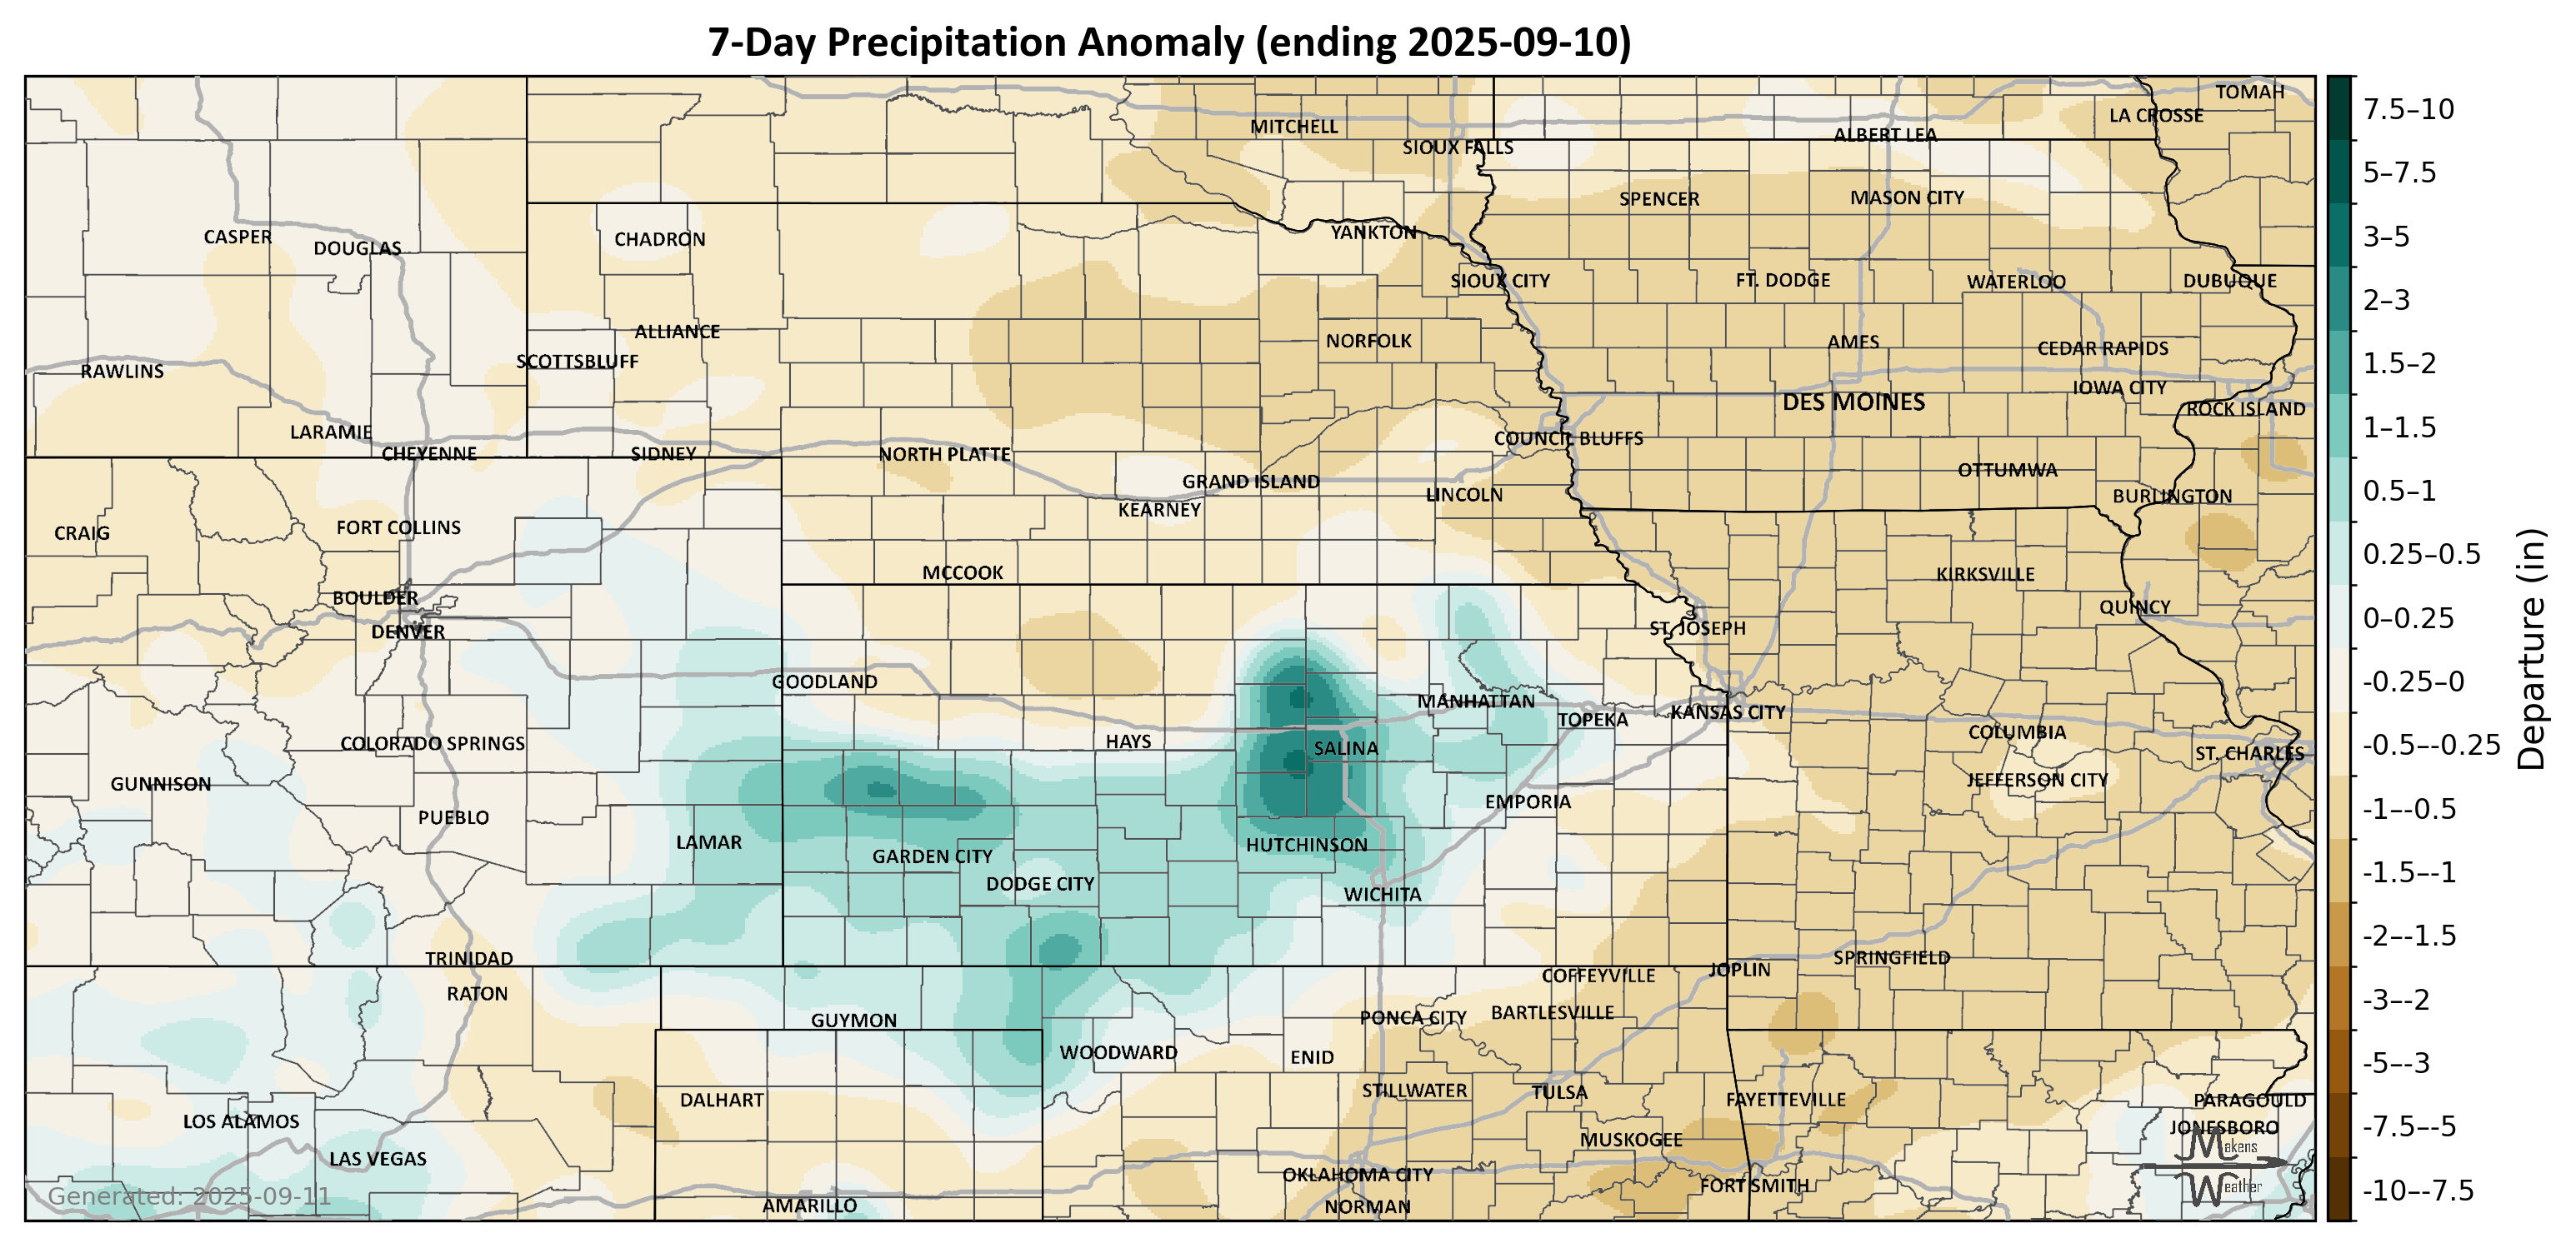 7-Day Precipitation Anomaly (ending 2025-09-10)
TOMAH
LA CROSSE
MITCHELL
ALBERT LEA
SIOUX FALLS
SPENCER
MASON CITY
YANKTON
CASPER
DOUGLAS
CHADRON
SIOUX CITY
FT. DODGE
WATERLOO
DUBUQUE
ALLIANCE
NORFOLK
AMES
CEDAR RAPIDS
SCOTTSBLUFF
RAWLINS
IOWA CITY
DES MOINES
ROCK ISLAND
LARAMIE
COUNCIL BLUFFS
CHEYENNE
SIDNEY
NORTH PLATTE
OTTUMWA
GRAND ISLAND
LINCOLN
BURLINGTON
KEARNEY
CRAIG
FORT COLLINS
MCCOOK
KIRKSVILLE
BOULDER
QUINCY
DENVER
ST. JOSEPH
GOODLAND
MANHATTAN
TOPEKA
KANSAS CITY
COLUMBIA
COLORADO SPRINGS
HAYS
SALINA
ST. CHARLES
GUNNISON
JEFFERSON CITY
PUEBLO
EMPORIA
LAMAR
GARDEN CITY
HUTCHINSON
DODGE CITY
WICHITA
TRINIDAD
SPRINGFIELD
JOPLIN
COFFEYVILLE
RATON
BARTLESVILLE
GUYMON
PONCA CITY
WOODWARD
ENID
STILLWATER
TULSA
DALHART
FAYETTEVILLE
PARAGOULD
LOS ALAMOS
JONESBORO
MUSKOGEE
LAS VEGAS
OKLAHOMA CITY
FORT SMITH
AMARILLO
NORMAN
Generated: 2025-09-11
Makens
Weather
7.5–10
5–7.5
3–5
2–3
1.5–2
1–1.5
0.5–1
0.25–0.5
0–0.25
-0.25–0
-0.5–-0.25
-1–-0.5
-1.5–-1
-2–-1.5
-3–-2
-5–-3
-7.5–-5
-10–-7.5
Departure (in)